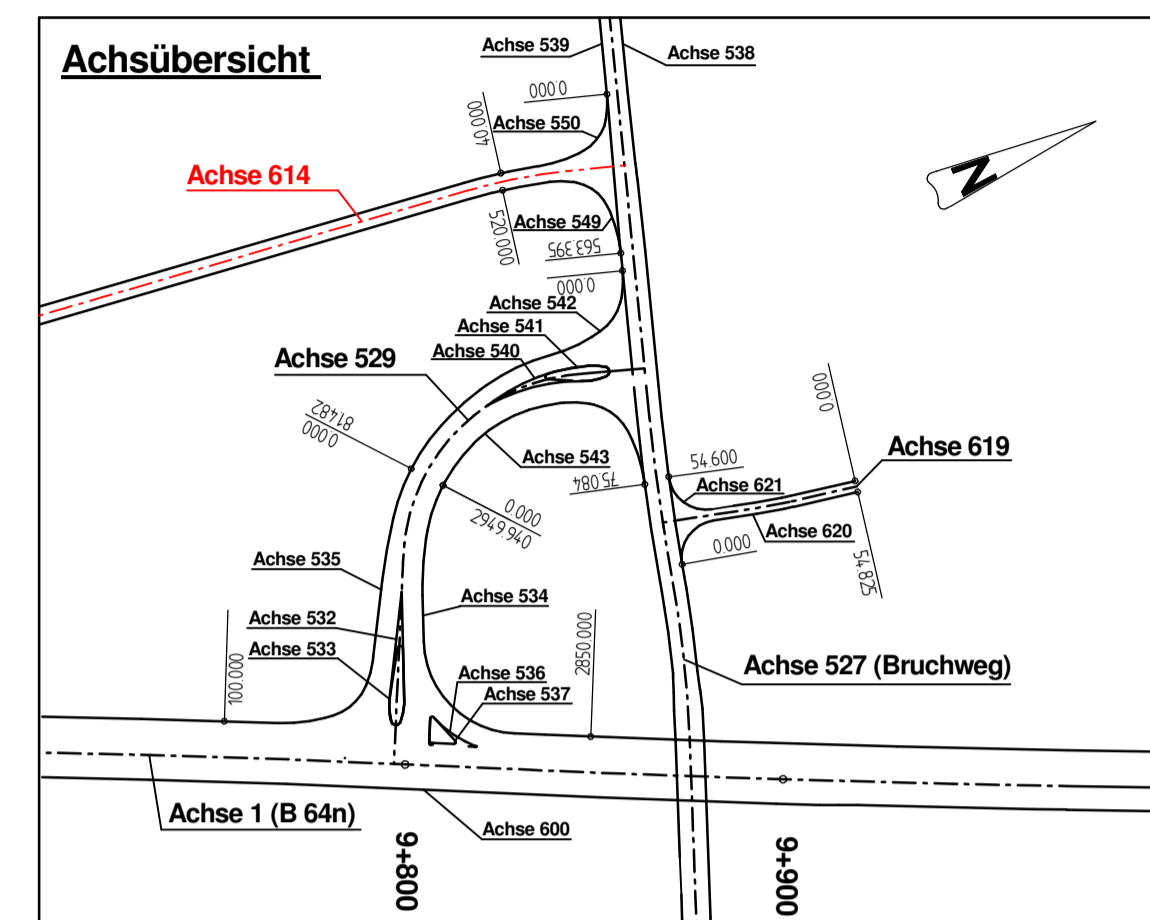 Achsübersicht
Achse 539
Achse 538
0.000
40.000
Achse 550
Achse 614
N
520.000
Achse 549
563.395
0.000
Achse 542
Achse 541
Achse 540
Achse 529
81.482
0.000
0.000
Achse 543
54.600
Achse 619
75.084
Achse 621
0.000
2949.940
Achse 620
0.000
54.825
Achse 535
Achse 534
Achse 532
Achse 533
100.000
2850.000
Achse 536
Achse 537
Achse 527 (Bruchweg)
Achse 1 (B 64n)
Achse 600
9+800
9+900